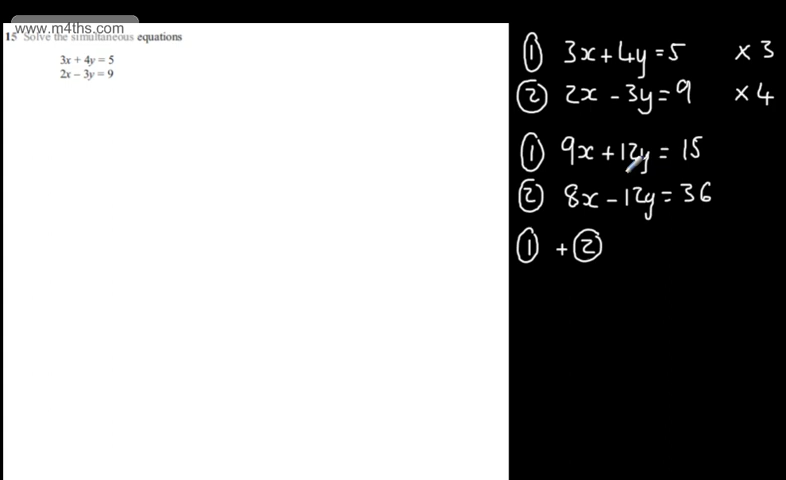 www.m4ths.com
15 Solve the simultaneous equations
3x + 4y = 5
2x – 3y = 9
① 3x + 4y = 5 × 3
② 2x - 3y = 9 × 4
① 9x + 12y = 15
② 8x - 12y = 36
① + ②